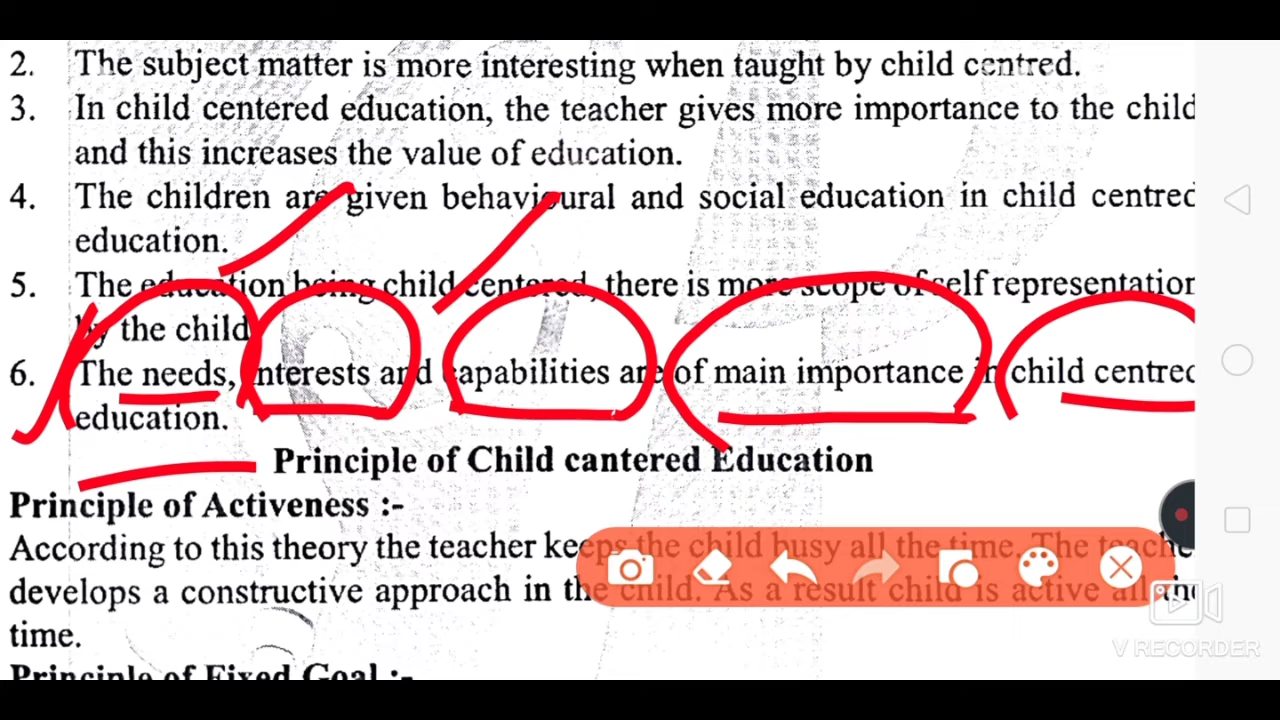 2. The subject matter is more interesting when taught by child centred.
3. In child centered education, the teacher gives more importance to the child
and this increases the value of education.
4. The children are given behavioural and social education in child centred
education.
5. The education being child centered, there is more scope of self representation
by the child
6. The needs, interests and capabilities are of main importance in child centred
education.
Principle of Child cantered Education
Principle of Activeness :-
According to this theory the teacher keeps the child busy all the time. The teache
develops a constructive approach in the child. As a result child is active all the
time.
Principle of Fixed Goal :-
V RECORDER